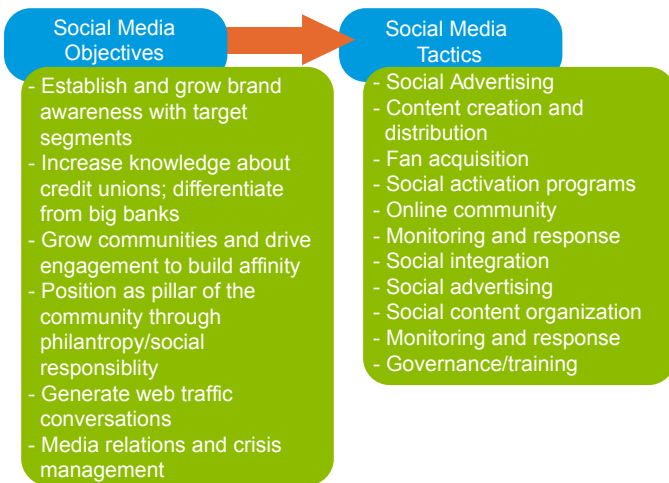 Social Media
Objectives
- Establish and grow brand
awareness with target
segments
- Increase knowledge about
credit unions; differentiate
from big banks
- Grow communities and drive
engagement to build affinity
- Position as pillar of the
community through
philantropy/social
responsiblity
- Generate web traffic
conversations
- Media relations and crisis
management
Social Media
Tactics
- Social Advertising
- Content creation and
distribution
- Fan acquisition
- Social activation programs
- Online community
- Monitoring and response
- Social integration
- Social advertising
- Social content organization
- Monitoring and response
- Governance/training